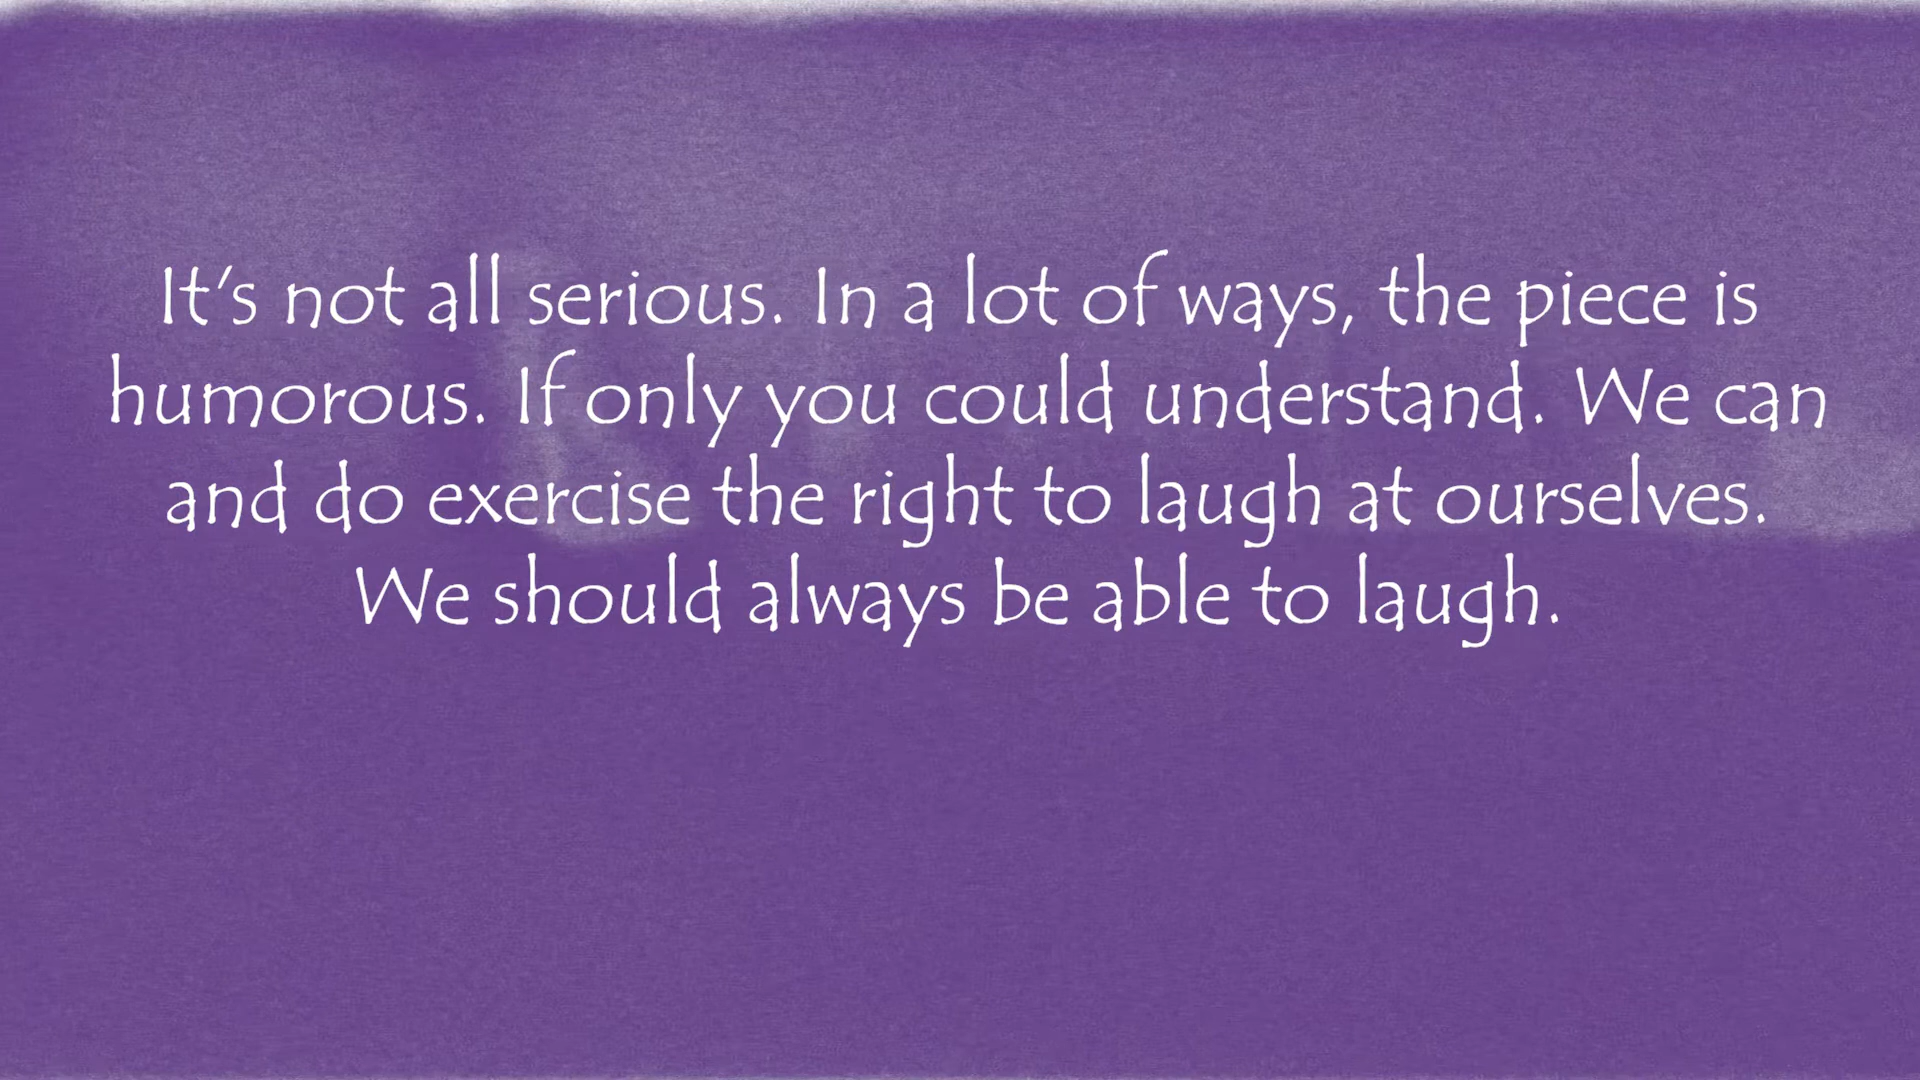 It's not all serious. In a lot of ways, the piece is
humorous. If only you could understand. We can
and do exercise the right to laugh at ourselves.
We should always be able to laugh.